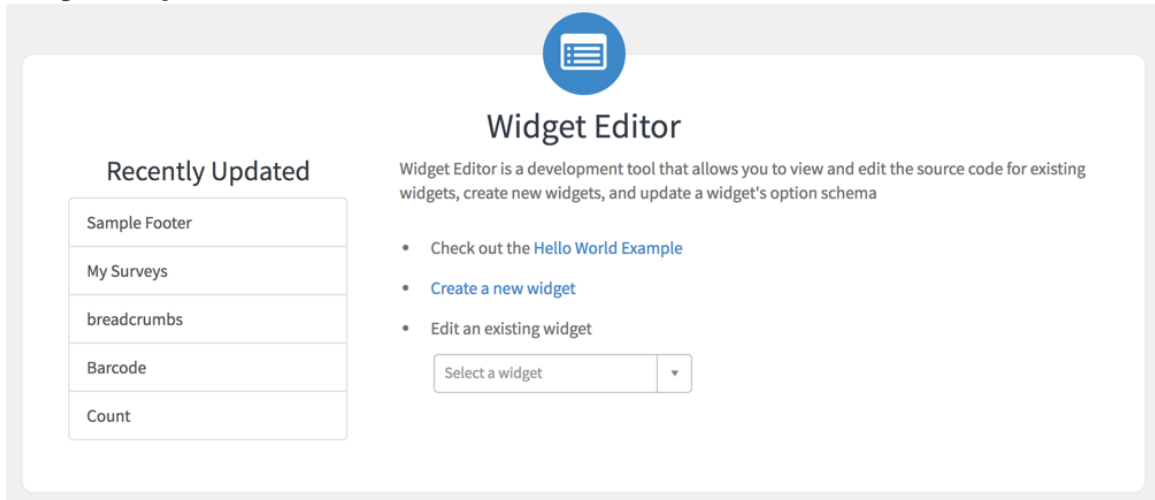 Widget Editor
Recently Updated
Sample Footer
My Surveys
breadcrumbs
Barcode
Count
Widget Editor is a development tool that allows you to view and edit the source code for existing
widgets, create new widgets, and update a widget's option schema
• Check out the Hello World Example
• Create a new widget
• Edit an existing widget
Select a widget